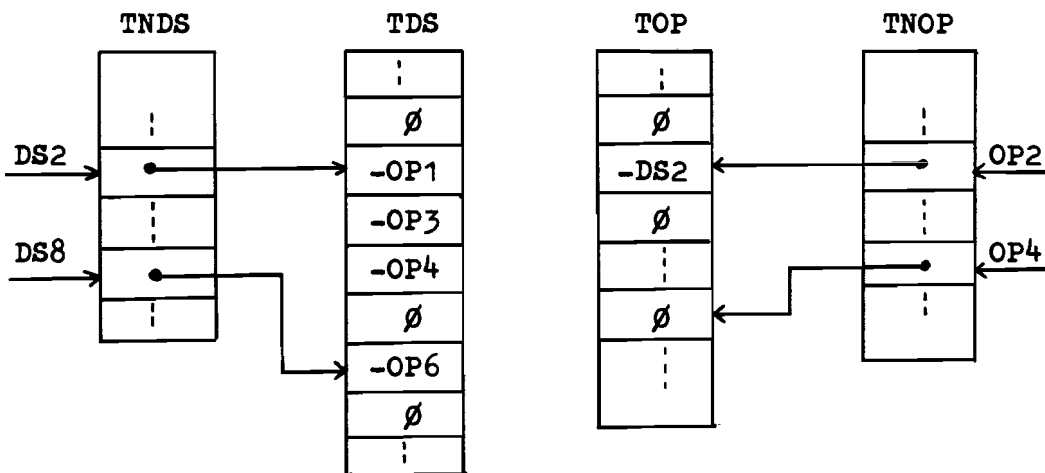 TNDS
TDS
TOP
TNOP
DS2
DS8
Ø
-OP1
-OP3
-OP4
Ø
-OP6
Ø
Ø
-DS2
Ø
Ø
OP2
OP4